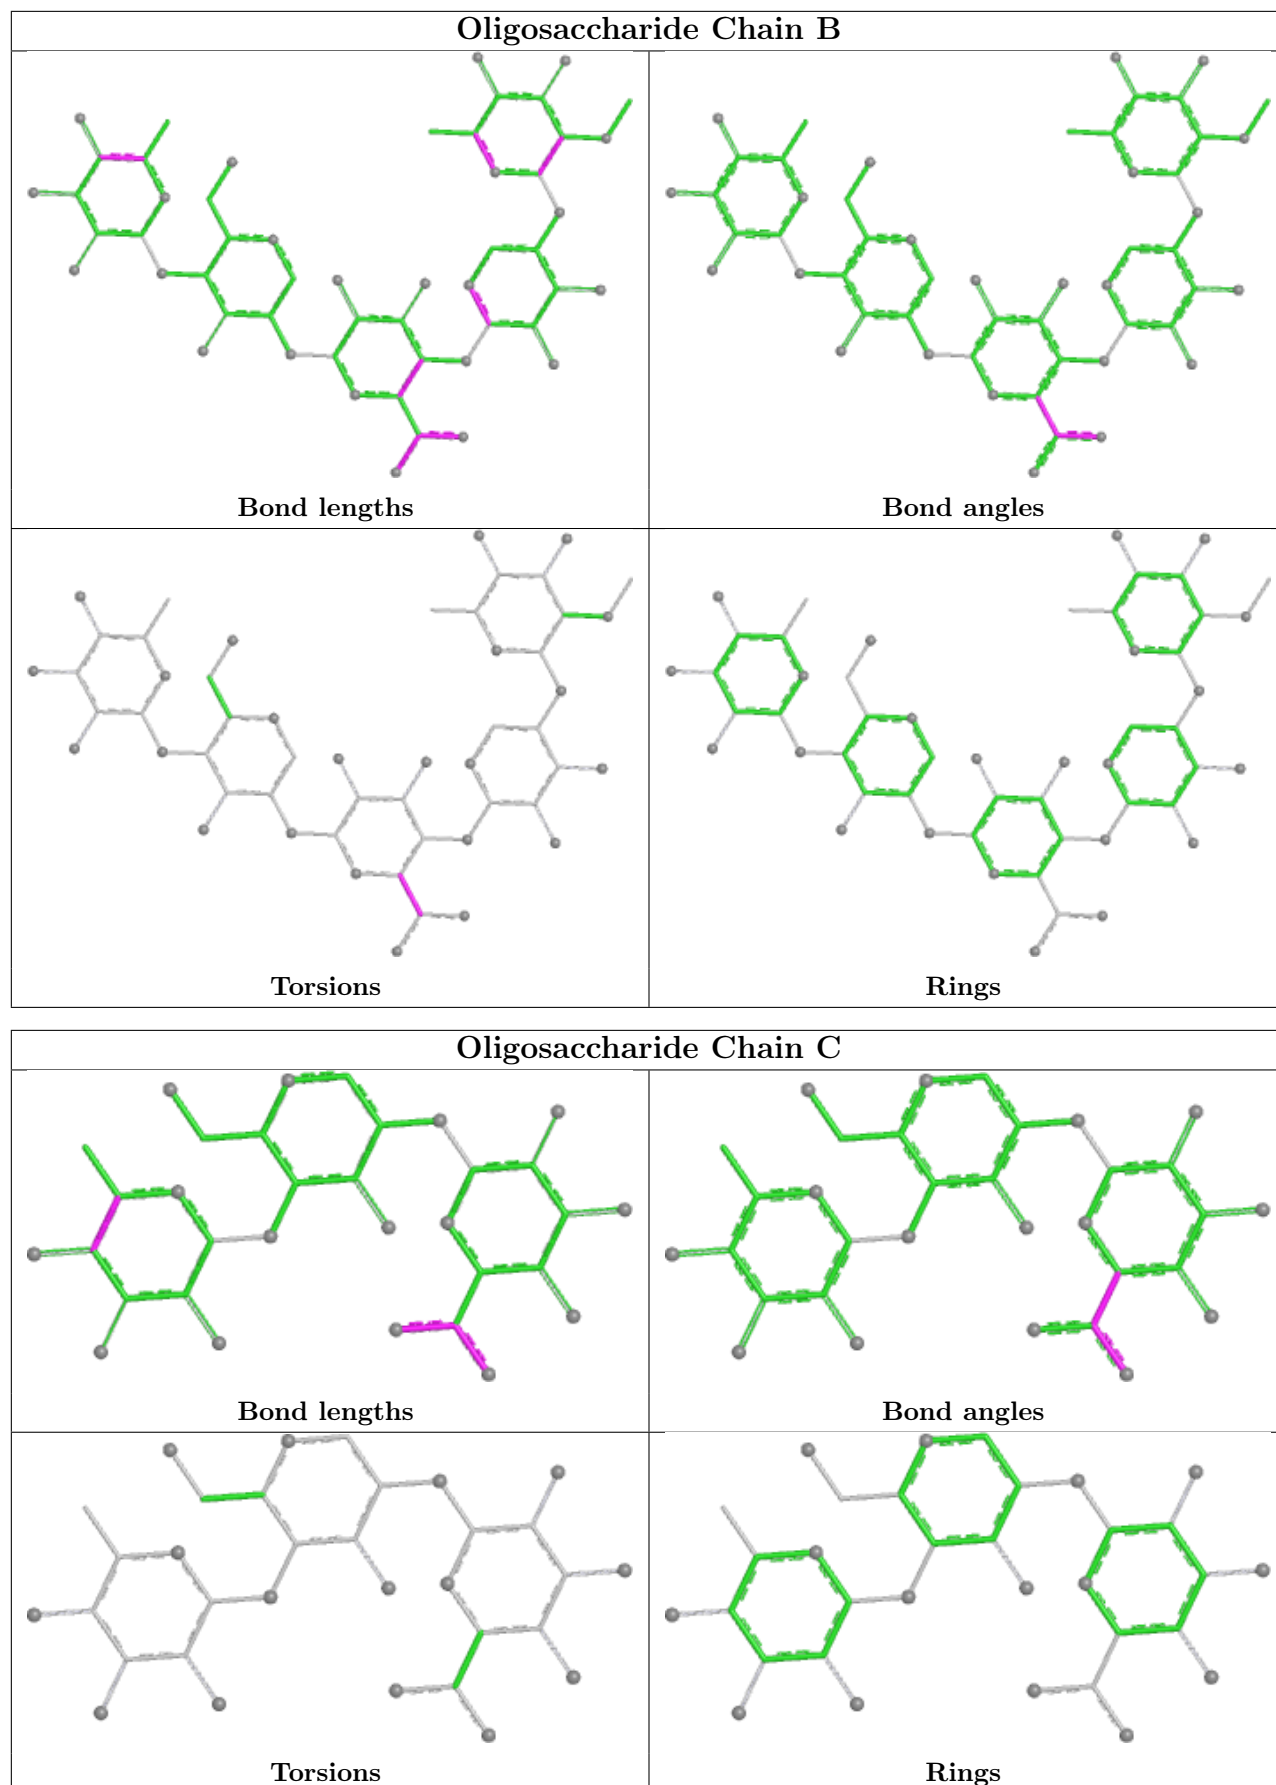 Oligosaccharide Chain B
Bond lengths
Bond angles
Torsions
Rings
Oligosaccharide Chain C
Bond lengths
Bond angles
Torsions
Rings